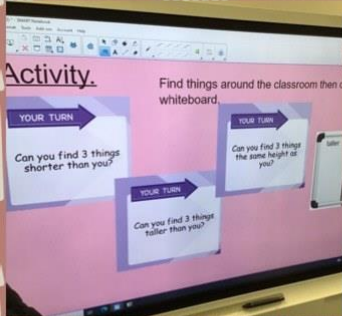 Activity.
Find things around the classroom then
whiteboard.
YOUR TURN
Can you find 3 things
shorter than you?
YOUR TURN
Can you find 3 things
the same height as
you?
YOUR TURN
Can you find 3 things
taller than you?
taller